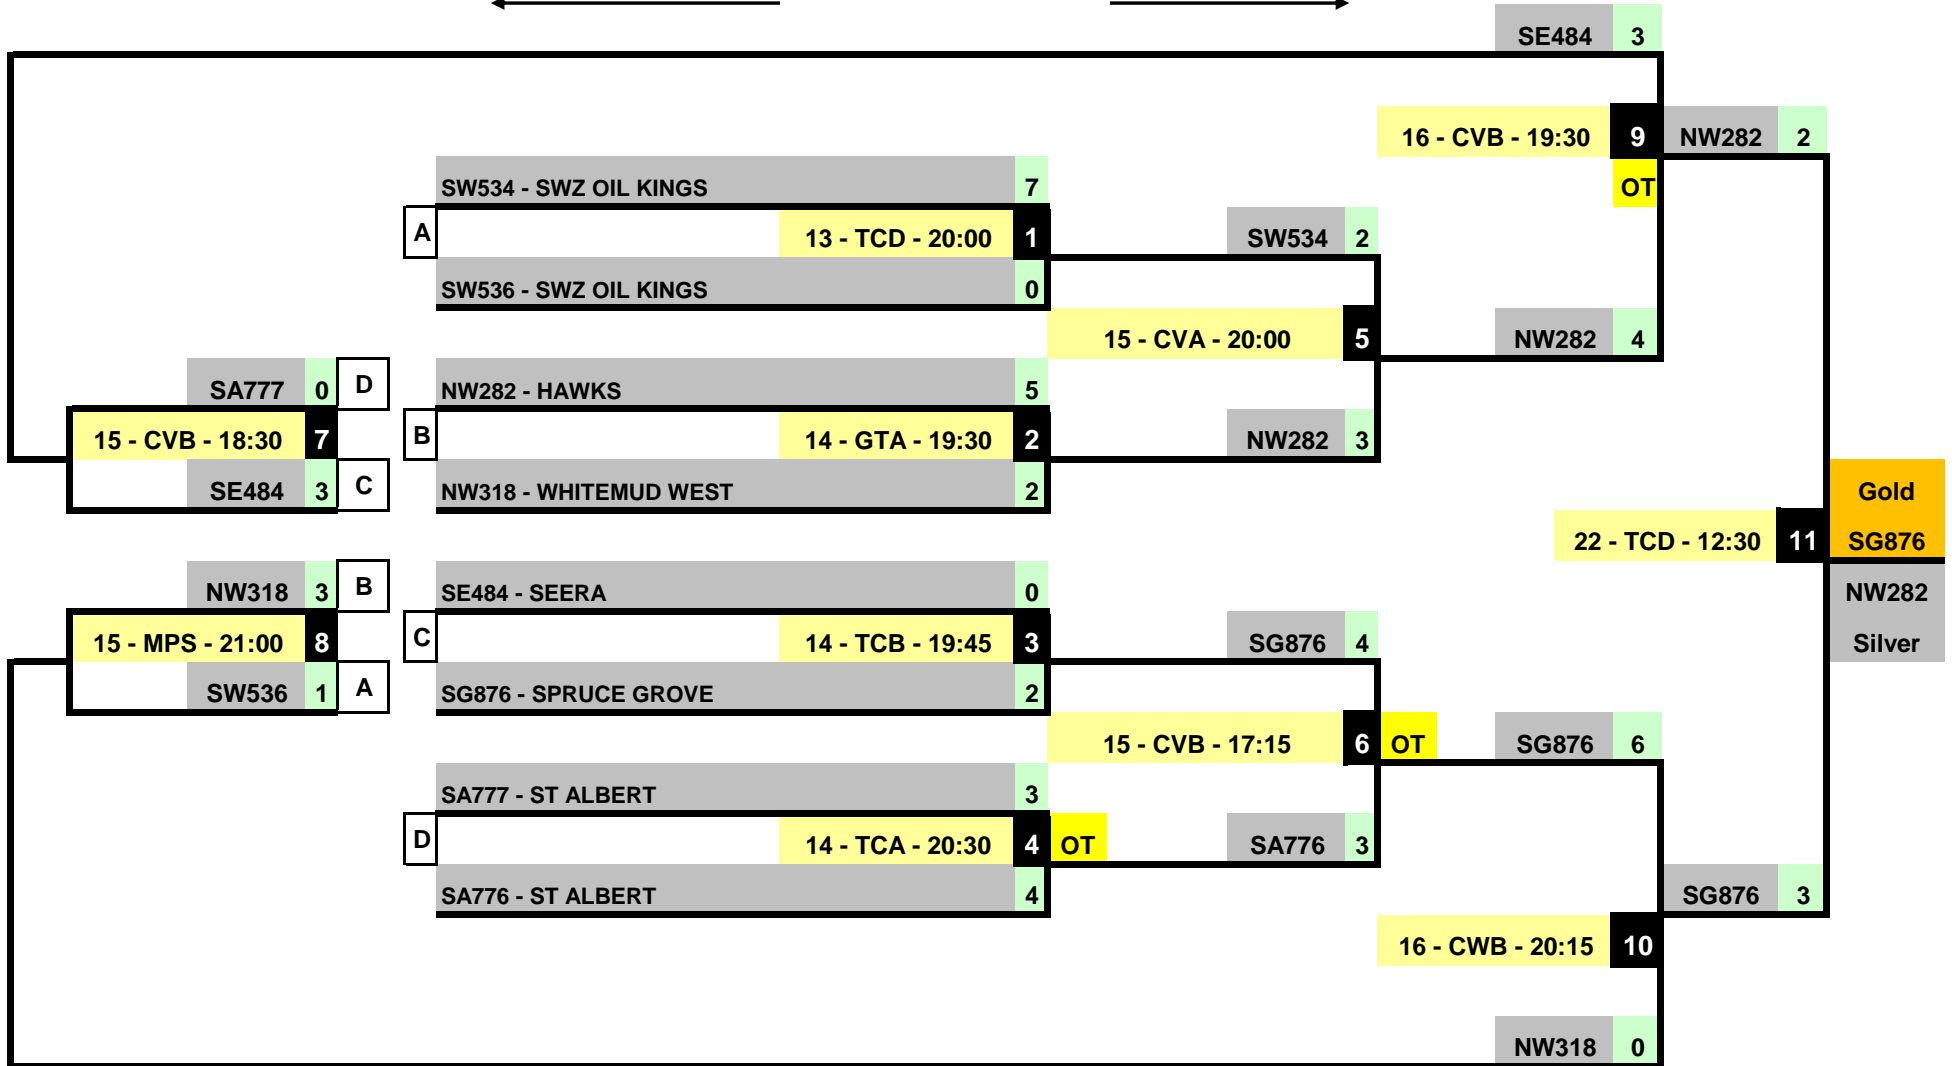 SE484 3
16 - CVB - 19:30 9 NW282 2
SW534 - SWZ OIL KINGS 7 OT
A 13 - TCD - 20:00 1 SW534 2
SW536 - SWZ OIL KINGS 0
15 - CVA - 20:00 5 NW282 4
SA777 0 D NW282 - HAWKS 5
15 - CVB - 18:30 7 B 14 - GTA - 19:30 2 NW282 3
SE484 3 C NW318 - WHITEMUD WEST 2 Gold
22 - TCD - 12:30 11 SG876
NW318 3 B SE484 - SEERA 0 NW282
15 - MPS - 21:00 8 C 14 - TCB - 19:45 3 SG876 4 Silver
SW536 1 A SG876 - SPRUCE GROVE 2
15 - CVB - 17:15 6 OT SG876 6
SA777 - ST ALBERT 3
D 14 - TCA - 20:30 4 OT SA776 3
SA776 - ST ALBERT 4 SG876 3
16 - CWB - 20:15 10
NW318 0